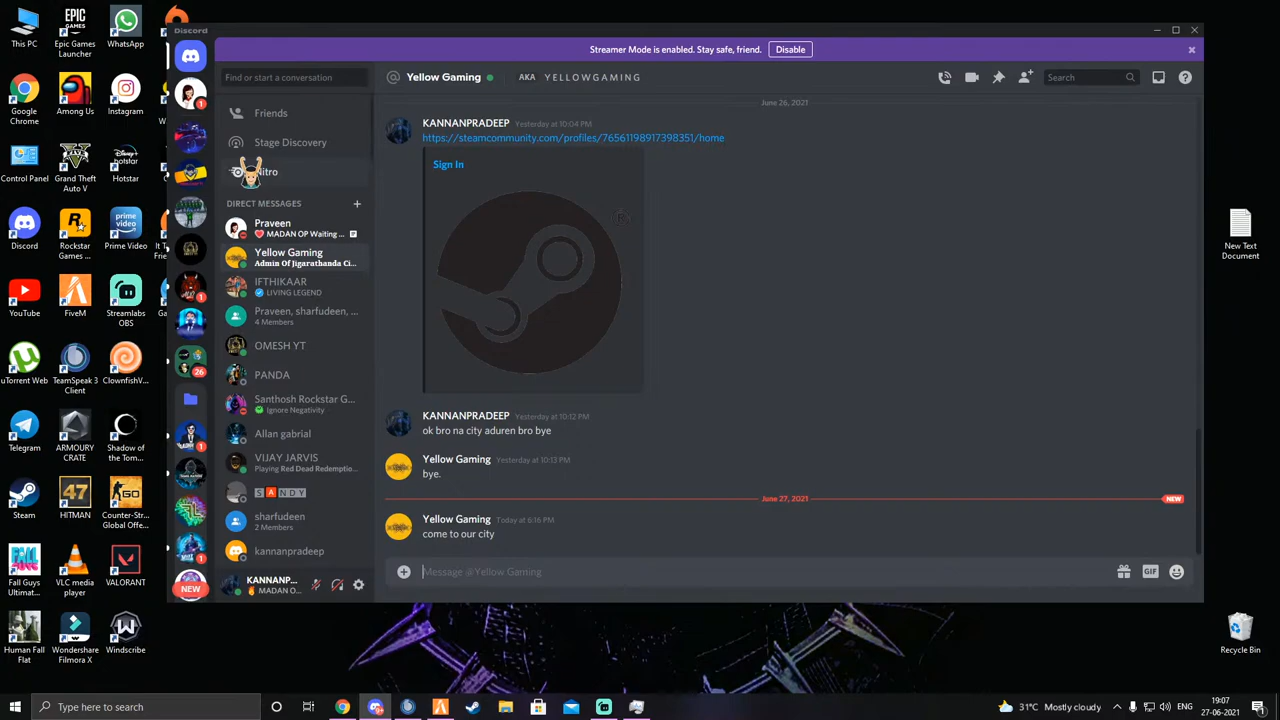 This PC
Epic Games
Launcher
WhatsApp
Google
Chrome
Among Us
Instagram
Control Panel
Grand Theft
Auto V
Hotstar
Discord
Rockstar
Games ...
Prime Video
YouTube
FiveM
Streamlabs
OBS
uTorrent Web
TeamSpeak 3
Client
ClownfishV...
Telegram
ARMOURY
CRATE
Shadow of
the Tom...
Steam
HITMAN
Counter-Str...
Global Offe...
Fall Guys
Ultimat...
VLC media
player
VALORANT
Human Fall
Flat
Wondershare
Filmora X
Windscribe
Discord
Streamer Mode is enabled. Stay safe, friend.
Disable
Find or start a conversation
Friends
Stage Discovery
DIRECT MESSAGES
Praveen
MADAN OP Waiting ...
Yellow Gaming
Admin Of Jigarathanda Ci...
IFTHIKAAR
LIVING LEGEND
Praveen, sharfudeen, ...
4 Members
OMESH YT
PANDA
Santhosh Rockstar G...
Ignore Negativity
Allan gabrial
VIJAY JARVIS
Playing Red Dead Redemptio...
SANDY
sharfudeen
2 Members
kannanpradeep
KANNANP...
MADAN O...
1
1
26
1
1
NEW
Yellow Gaming
AKA
YELLOWGAMING
Search
June 26, 2021
KANNANPRADEEP Yesterday at 10:04 PM
https://steamcommunity.com/profiles/76561198917398351/home
Sign In
KANNANPRADEEP Yesterday at 10:12 PM
ok bro na city aduren bro bye
Yellow Gaming Yesterday at 10:13 PM
bye.
June 27, 2021
NEW
Yellow Gaming Today at 6:16 PM
come to our city
Message @Yellow Gaming
GIF
New Text
Document
Recycle Bin
Type here to search
31°C Mostly cloudy
ENG
19:07
27-06-2021